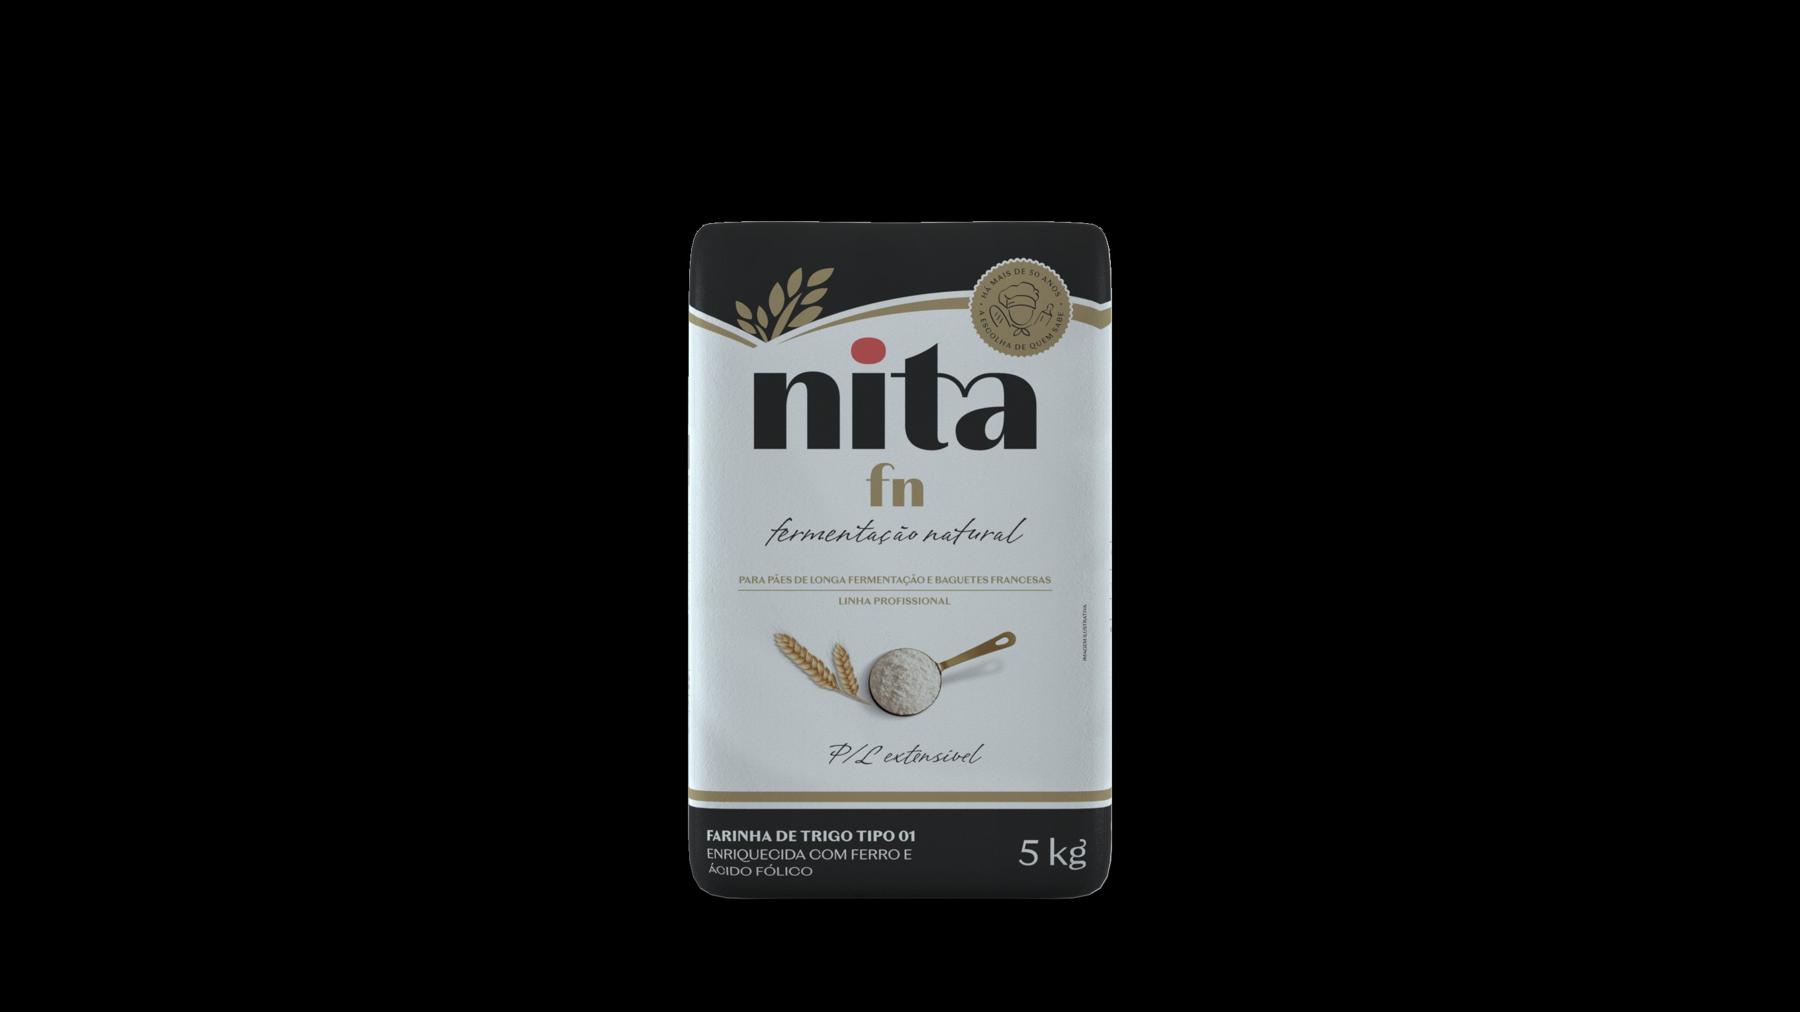 HÁ MAIS DE 50 ANOS
A ESCOLHA DE QUEM SABE
nita
fn
fermentação natural
PARA PÃES DE LONGA FERMENTAÇÃO E BAGUETES FRANCESAS
LINHA PROFISSIONAL
IMAGEM ILUSTRATIVA
P/L extensível
FARINHA DE TRIGO TIPO 01
ENRIQUECIDA COM FERRO E
ÁCIDO FÓLICO
5 kg